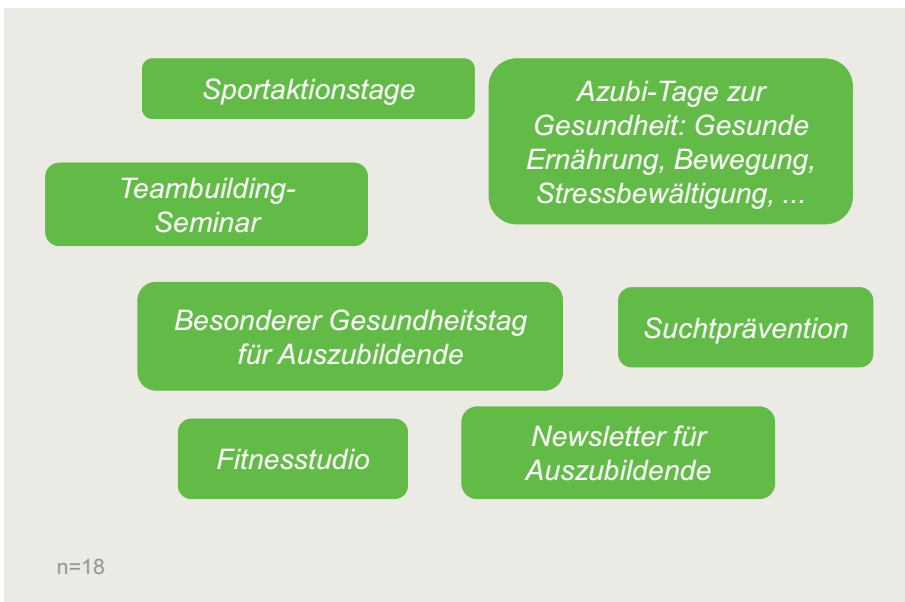 Sportaktionstage
Azubi-Tage zur
Gesundheit: Gesunde
Ernährung, Bewegung,
Stressbewältigung, ...
Teambuilding-
Seminar
Besonderer Gesundheitstag
für Auszubildende
Suchtprävention
Fitnesstudio
Newsletter für
Auszubildende
n=18